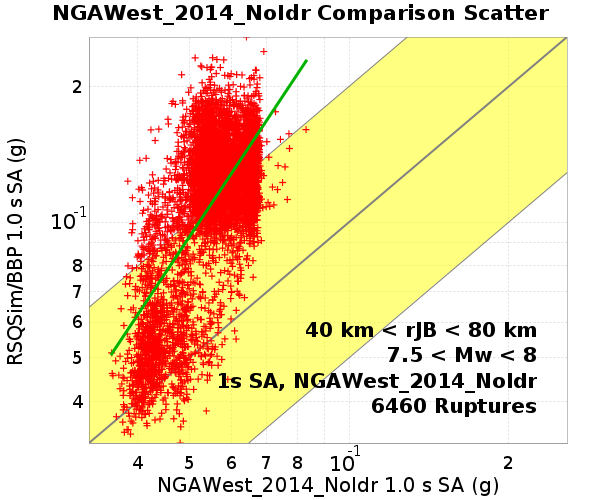 NGAWest_2014_NoIdr Comparison Scatter
RSQSim/BBP 1.0 s SA (g)
2
10-1
8
7
6
5
4
40 km < rJB < 80 km
7.5 < Mw < 8
1s SA, NGAWest_2014_NoIdr
6460 Ruptures
4 5 6 7 8 10-1 2
NGAWest_2014_NoIdr 1.0 s SA (g)